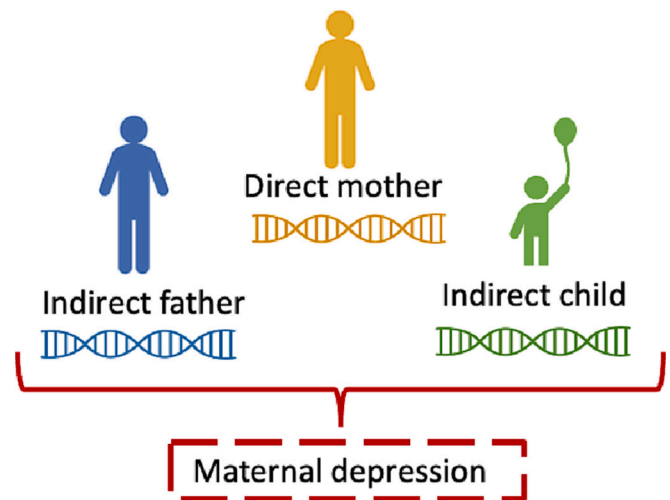 Direct mother
Indirect father
Indirect child
Maternal depression